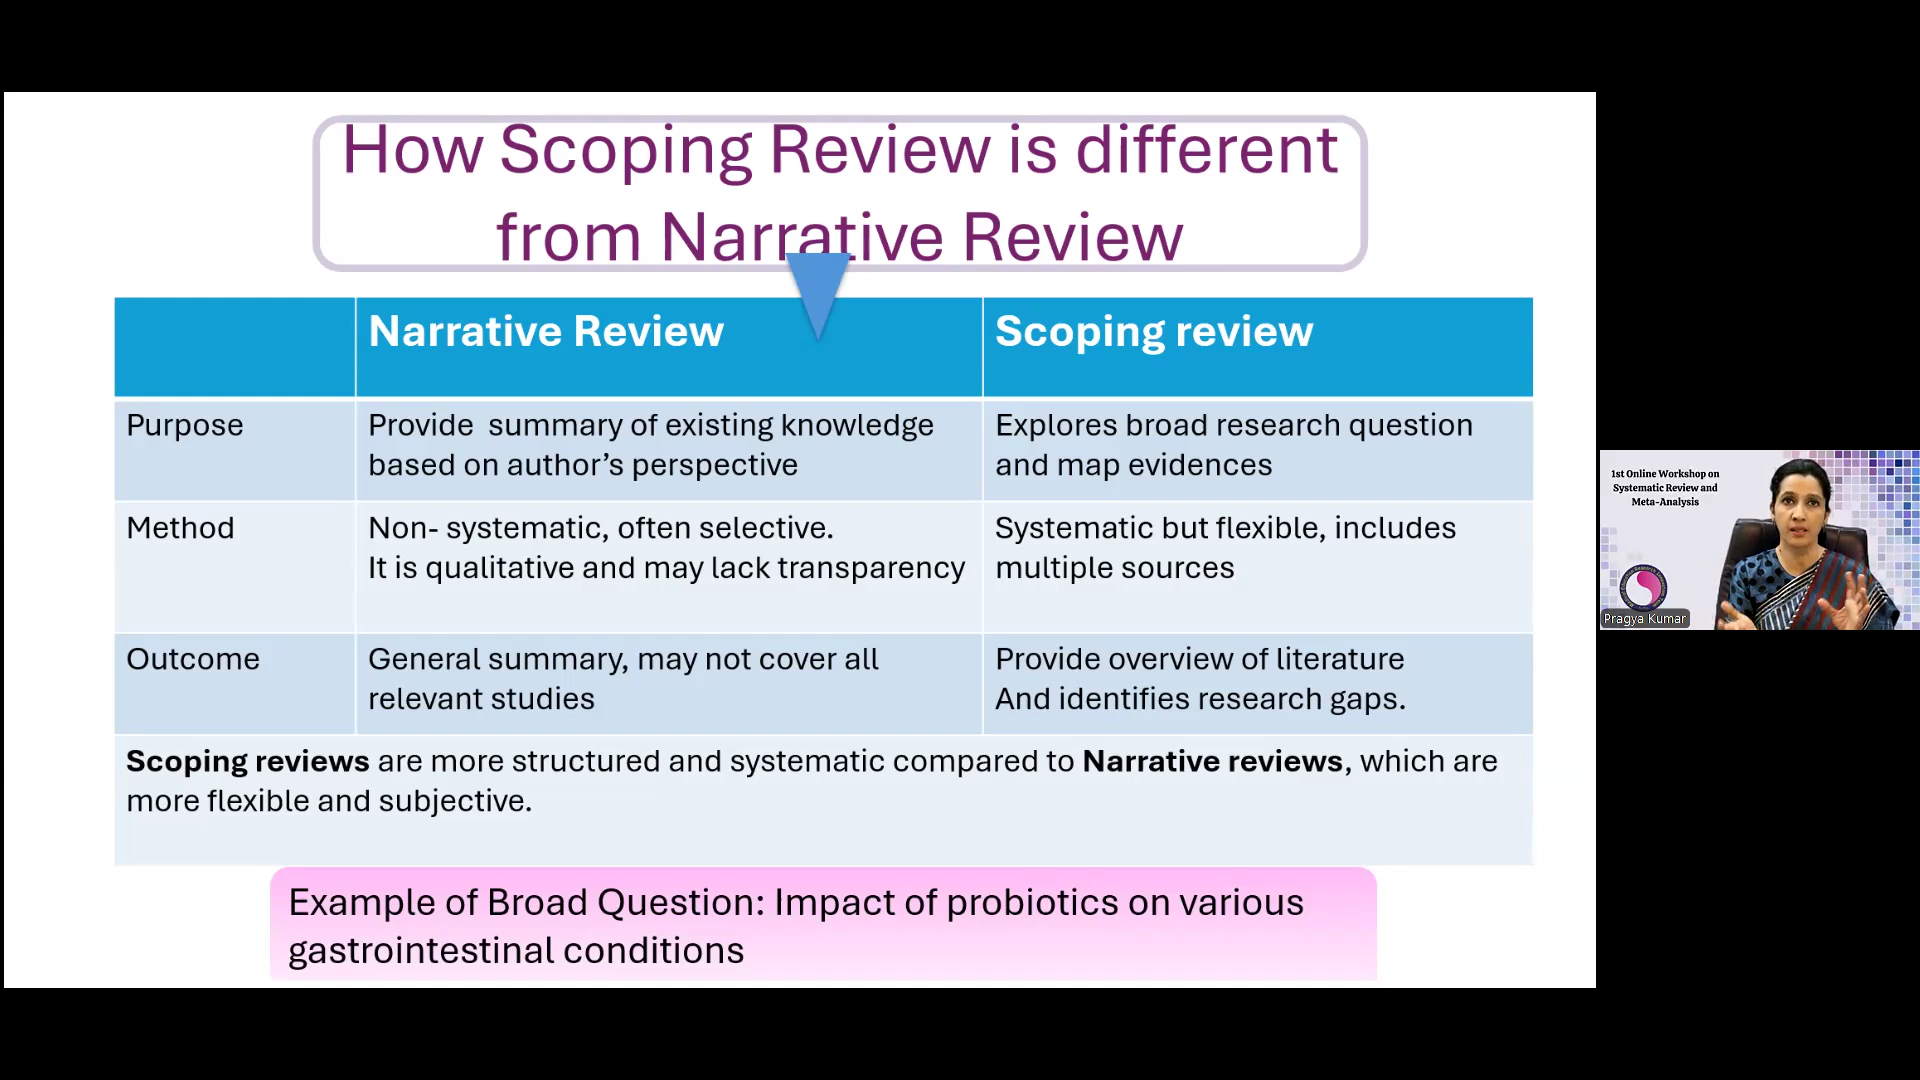 How Scoping Review is different
from Narrative Review
Narrative Review
Scoping review
Purpose
Provide summary of existing knowledge
based on author’s perspective
Explores broad research question
and map evidences
Method
Non- systematic, often selective.
It is qualitative and may lack transparency
Systematic but flexible, includes
multiple sources
Outcome
General summary, may not cover all
relevant studies
Provide overview of literature
And identifies research gaps.
Scoping reviews are more structured and systematic compared to Narrative reviews, which are
more flexible and subjective.
Example of Broad Question: Impact of probiotics on various
gastrointestinal conditions
1st Online Workshop on
Systematic Review and
Meta-Analysis
Pragya Kumar